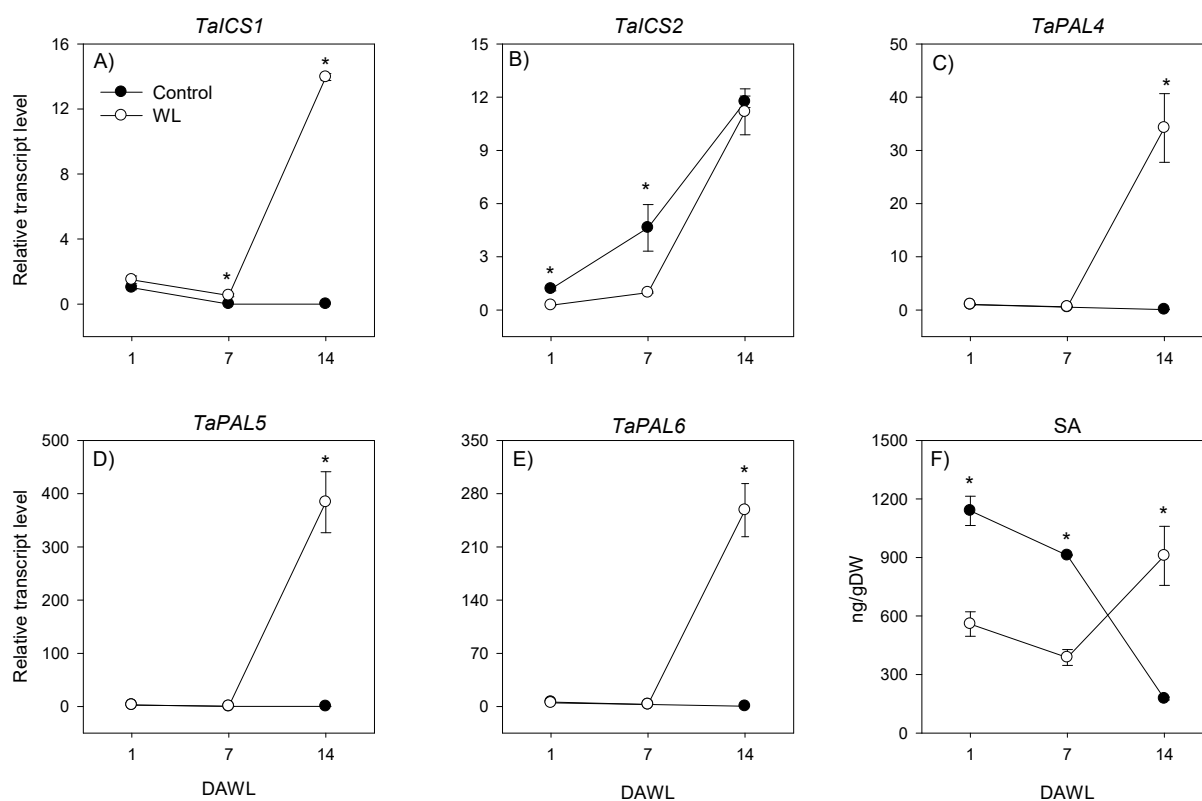 TaICS1
TaICS2
TaPAL4
A)
B)
C)
Control
WL
*
*
*
*
*
Relative transcript level
16
12
8
4
0
15
12
9
6
3
0
50
40
30
20
10
0
1 7 14
1 7 14
1 7 14
TaPAL5
TaPAL6
SA
D)
E)
F)
*
*
*
*
*
Relative transcript level
500
400
300
200
100
0
350
280
210
140
70
0
ng/gDW
1500
1200
900
600
300
0
1 7 14
1 7 14
1 7 14
DAWL
DAWL
DAWL